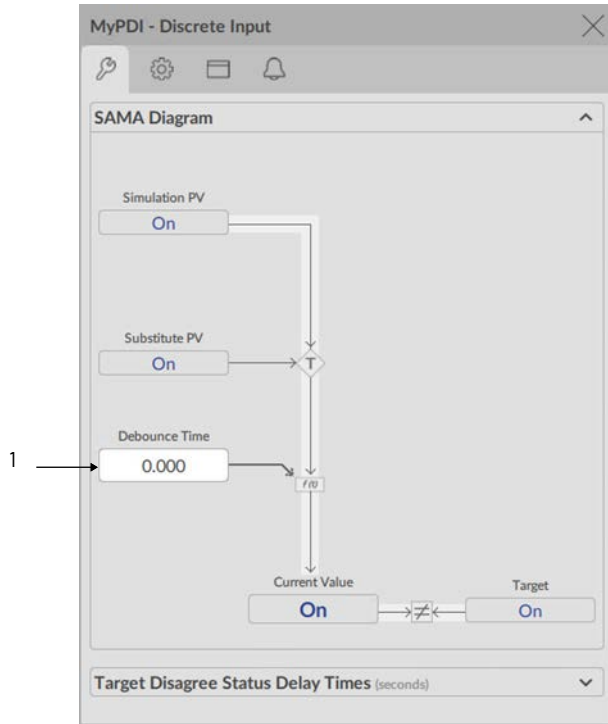 MyPDI - Discrete Input
SAMA Diagram
Simulation PV
On
Substitute PV
On
T
Debounce Time
1
0.000
f(t)
Current Value
Target
On
≠
On
Target Disagree Status Delay Times (seconds)